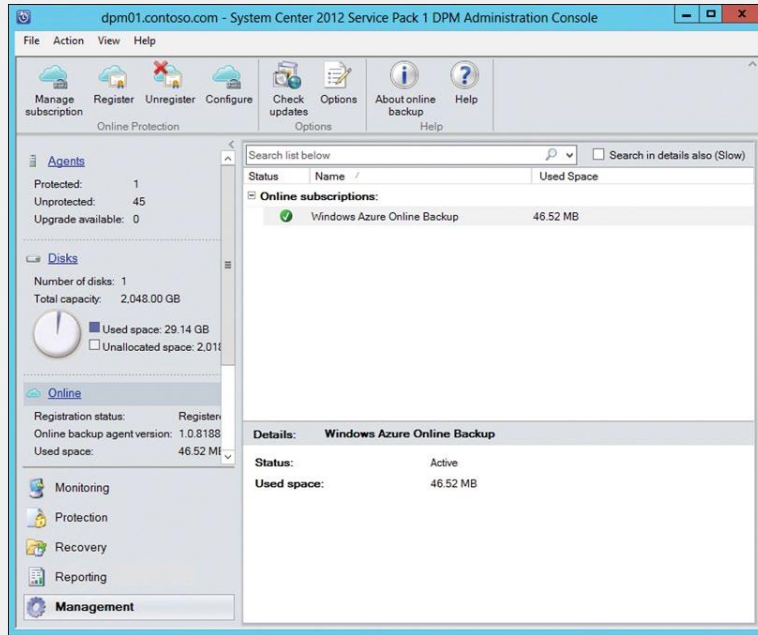 dpm01.contoso.com - System Center 2012 Service Pack 1 DPM Administration Console
File Action View Help
Manage subscription
Register
Unregister
Configure
Online Protection
Check updates
Options
Options
About online backup
Help
Help
Agents
Protected: 1
Unprotected: 45
Upgrade available: 0
Disks
Number of disks: 1
Total capacity: 2,048.00 GB
Used space: 29.14 GB
Unallocated space: 2,018
Online
Registration status: Register
Online backup agent version: 1.0.8188
Used space: 46.52 M
Monitoring
Protection
Recovery
Reporting
Management
Search list below
Search in details also (Slow)
Status Name Used Space
Online subscriptions:
Windows Azure Online Backup 46.52 MB
Details: Windows Azure Online Backup
Status: Active
Used space: 46.52 MB